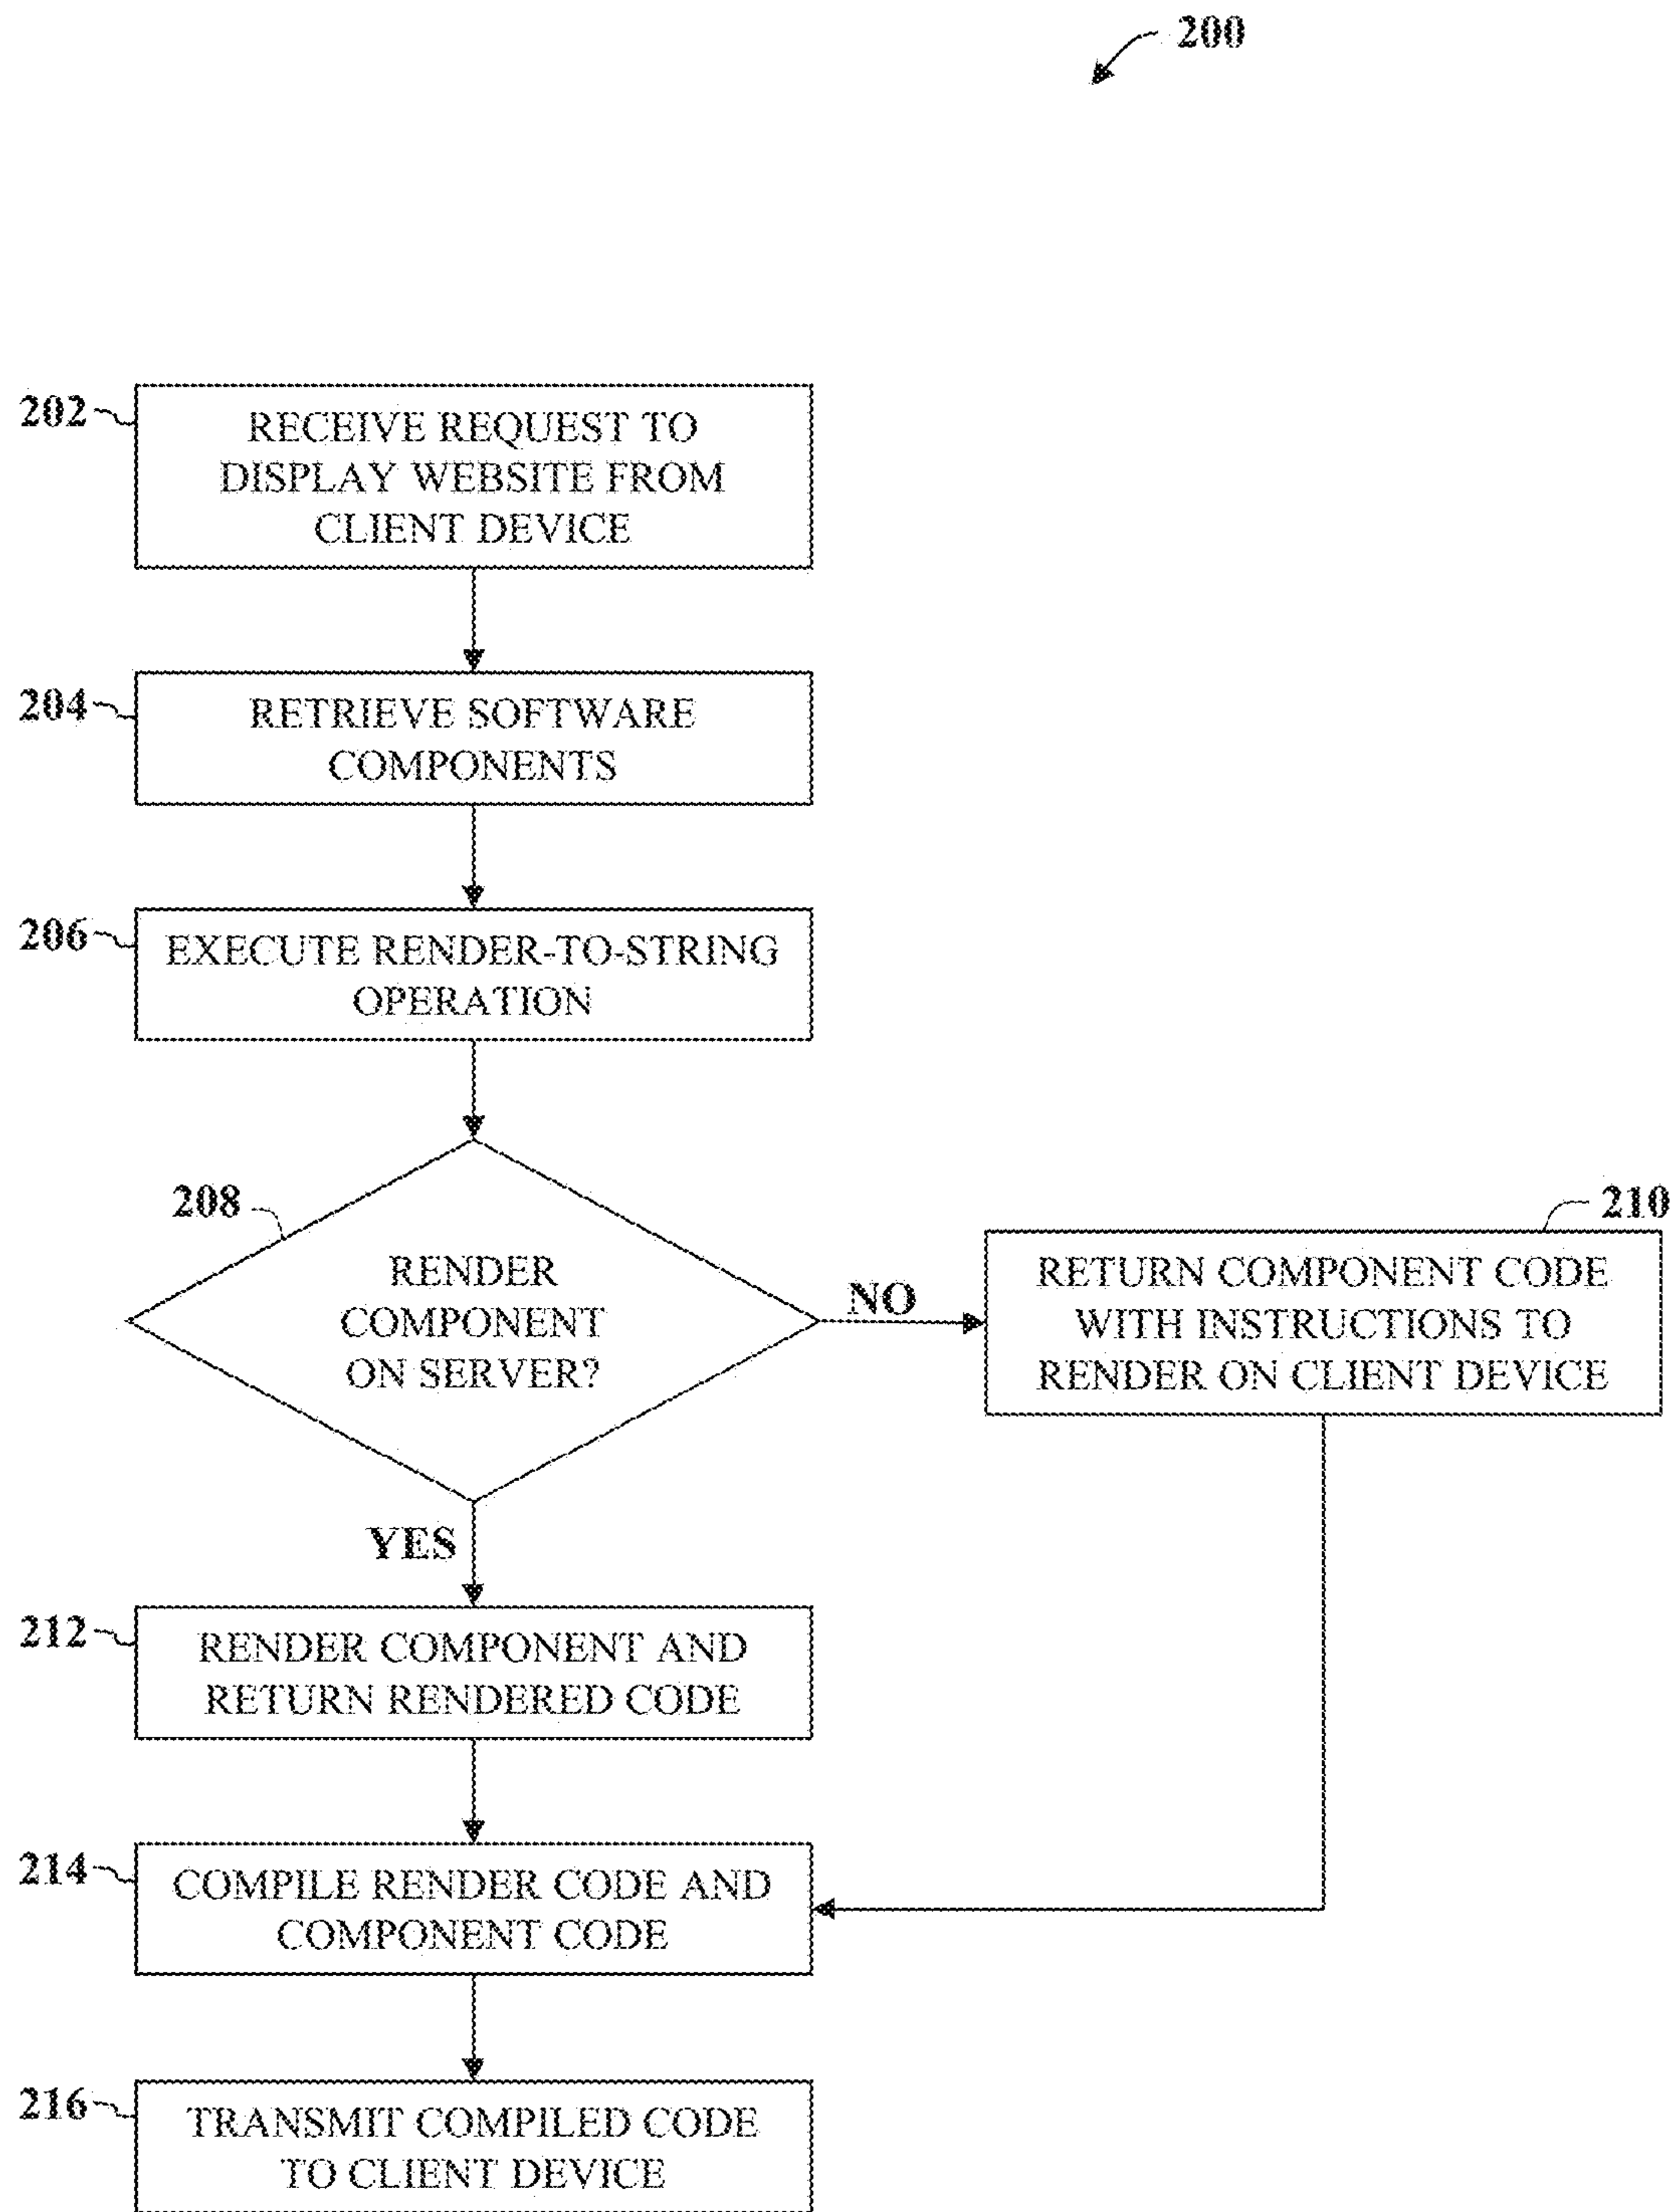 200
202
RECEIVE REQUEST TO
DISPLAY WEBSITE FROM
CLIENT DEVICE
204
RETRIEVE SOFTWARE
COMPONENTS
206
EXECUTE RENDER-TO-STRING
OPERATION
208
RENDER
COMPONENT
ON SERVER?
NO
210
RETURN COMPONENT CODE
WITH INSTRUCTIONS TO
RENDER ON CLIENT DEVICE
YES
212
RENDER COMPONENT AND
RETURN RENDERED CODE
214
COMPILE RENDER CODE AND
COMPONENT CODE
216
TRANSMIT COMPILED CODE
TO CLIENT DEVICE